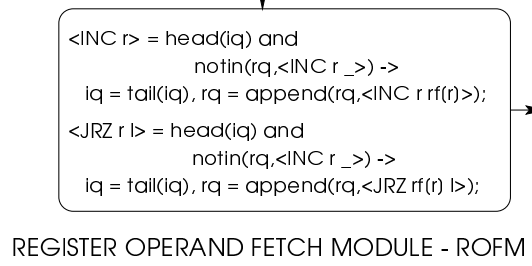 <INC r> = head(iq) and
notin(rq,<INC r _>) ->
iq = tail(iq), rq = append(rq,<INC r rf(r)>);
<JRZ r l> = head(iq) and
notin(rq,<INC r _>) ->
iq = tail(iq), rq = append(rq,<JRZ rf(r) l>);
REGISTER OPERAND FETCH MODULE - ROFM